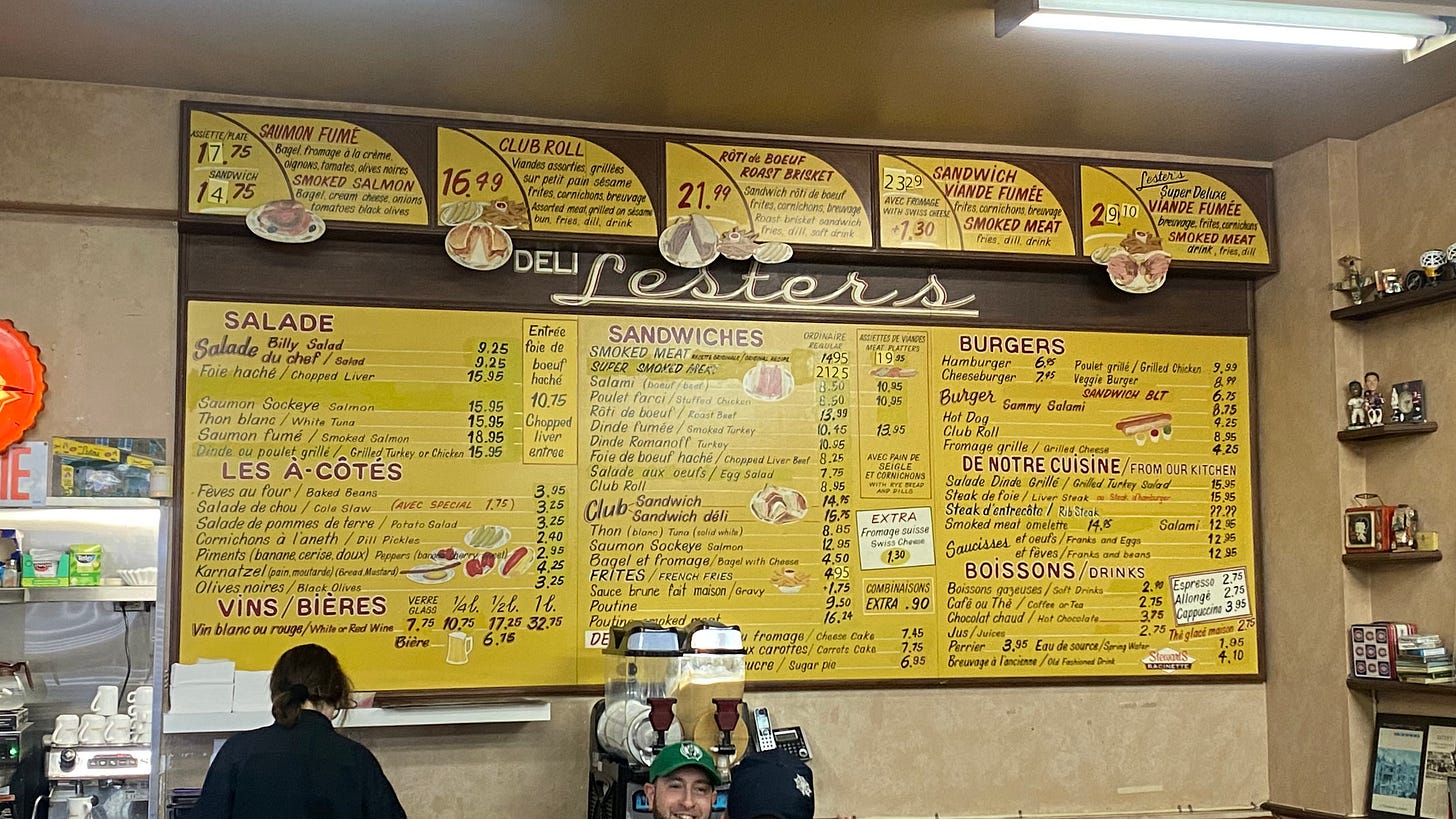 ASSIETTE/PLATE
17.75
SANDWICH
14.75
SAUMON FUMÉ
Bagel, fromage à la crème,
oignons, tomates, olives noires
SMOKED SALMON
Bagel, cream cheese, onions
tomatoes black olives
16.49
CLUB ROLL
Viandes assorties, grillées
sur petit pain sésame
frites, cornichons, breuvage
Assorted meat, grilled on sésame
bun, fries, dill, drink
21.99
RÔTI de BOEUF
ROAST BRISKET
Sandwich rôti de boeuf
frites, cornichons, breuvage
Roast brisket sandwich
fries, dill, soft drink
23.29
AVEC FROMAGE
WITH SWISS CHEESE
+1.30
SANDWICH
VIANDE FUMÉE
frites, cornichons, breuvage
SMOKED MEAT
fries, dill, drink
29.10
Lester's
Super Deluxe
VIANDE FUMÉE
breuvage, frites, cornichons
SMOKED MEAT
drink, fries, dill
DELI Lester's
SALADE
Billy Salad 9.25
Salade du chef / Salad 9.25
Foie haché / Chopped Liver 15.95
Saumon Sockeye Salmon 15.95
Thon blanc / White Tuna 15.95
Saumon fumé / Smoked Salmon 18.95
Dinde ou poulet grillé / Grilled Turkey or Chicken 15.95
Entrée
foie de
boeuf
haché
10.75
Chopped
liver
entree
LES À-CÔTÉS
Fèves au four / Baked Beans 3.95
Salade de chou / Cole Slaw (AVEC SPECIAL 1.75) 3.25
Salade de pommes de terre / Potato Salad 3.25
Cornichons à l'aneth / Dill Pickles 2.40
Piments (banane, cerise, doux) Peppers (banane, cherry, sweet) 2.95
Karnatzel (pain, moutarde) (Bread, Mustard) 4.25
Olives noires / Black Olives 3.25
VINS/BIÈRES
VERRE
GLASS
1/4 l. 1/2 l. 1 l.
Vin blanc ou rouge/White or Red Wine 7.75 10.75 17.25 32.75
Bière 6.75
SANDWICHES
ORDINAIRE
REGULAR
SMOKED MEAT RECETTE ORIGINALE/ORIGINAL RECIPE 14.95
SUPER SMOKED MEAT 21.25
Salami (boeuf/beef) 8.50
Poulet farci / Stuffed Chicken 8.50
Rôti de boeuf / Roast Beef 13.99
Dinde fumée / Smoked Turkey 10.45
Dinde Romanoff Turkey 10.95
Foie de boeuf haché / Chopped Liver Beef 8.25
Salade aux oeufs / Egg Salad 7.75
Club Roll 8.95
Club Sandwich 14.75
Sandwich déli 15.75
Thon (blanc) Tuna (solid white) 8.85
Saumon Sockeye Salmon 12.95
Bagel et fromage / Bagel with Cheese 4.50
FRITES / FRENCH FRIES 4.95
Sauce brune fait maison / Gravy +1.75
Poutine 9.50
Poutine smoked meat 16.24
DE
fromage / Cheese Cake 7.45
carottes / Carrots Cake 7.75
sucre / Sugar pie 6.95
ASSIETTES DE VIANDES
MEAT PLATTERS
19.95
10.95
10.95
13.95
AVEC PAIN DE
SEIGLE
ET CORNICHONS
WITH RYE BREAD
AND DILLS
EXTRA
Fromage suisse
Swiss Cheese
1.30
COMBINAISONS
EXTRA .90
BURGERS
Hamburger 6.45
Cheeseburger 7.45
Poulet grillé / Grilled Chicken 9.99
Veggie Burger 8.99
SANDWICH BLT 6.75
Burger Sammy Salami 8.75
Hot Dog 4.25
Club Roll 8.95
Fromage grillé / Grilled Cheese 4.25
DE NOTRE CUISINE/FROM OUR KITCHEN
Salade Dinde Grillé / Grilled Turkey Salad 15.95
Steak de foie / Liver Steak ou Steak d'hamburger 15.95
Steak d'entrecôte / Rib Steak ??.??
Smoked meat omelette 14.95 Salami 12.95
Saucisses et oeufs / Franks and Eggs 12.95
et fèves / Franks and beans 12.95
BOISSONS/DRINKS
Boissons gazeuses / Soft Drinks 2.90
Café ou Thé / Coffee or Tea 2.75
Chocolat chaud / Hot Chocolate 3.75
Jus / Juices 2.75
Perrier 3.95 Eau de source/Spring Water 1.95
Breuvage à l'ancienne / Old Fashioned Drink 4.10
Espresso 2.75
Allongé 2.75
Cappuccino 3.95
Thé glacé maison 2.75
STEWART'S
RACINETTE